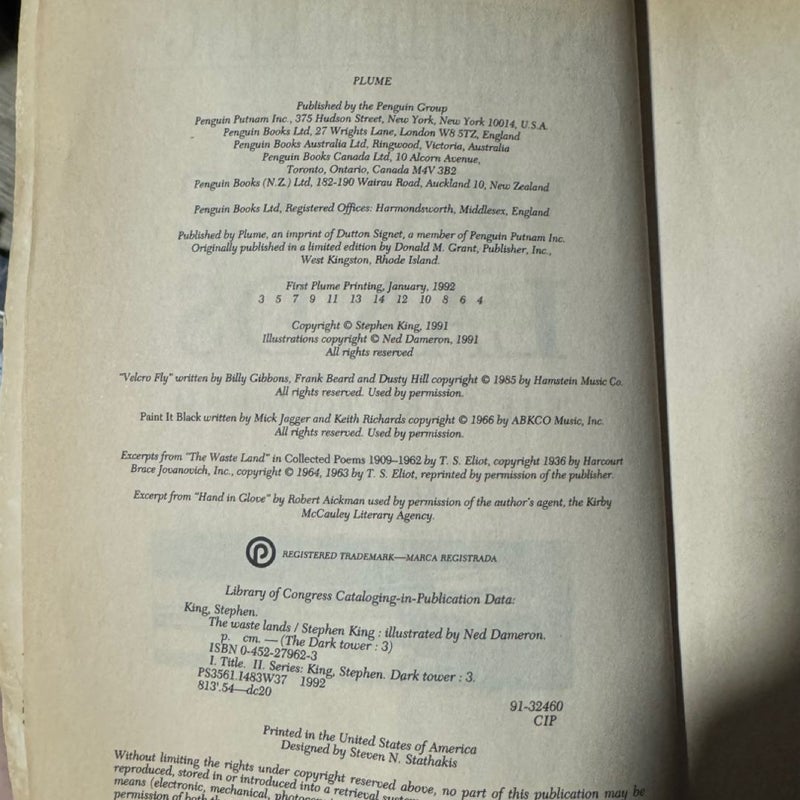 PLUME
Published by the Penguin Group
Penguin Putnam Inc., 375 Hudson Street, New York, New York 10014, U.S.A.
Penguin Books Ltd, 27 Wrights Lane, London W8 5TZ, England
Penguin Books Australia Ltd, Ringwood, Victoria, Australia
Penguin Books Canada Ltd, 10 Alcorn Avenue,
Toronto, Ontario, Canada M4V 3B2
Penguin Books (N.Z.) Ltd, 182-190 Wairau Road, Auckland 10, New Zealand
Penguin Books Ltd, Registered Offices: Harmondsworth, Middlesex, England
Published by Plume, an imprint of Dutton Signet, a member of Penguin Putnam Inc.
Originally published in a limited edition by Donald M. Grant, Publisher, Inc.,
West Kingston, Rhode Island.
First Plume Printing, January, 1992
3 5 7 9 11 13 14 12 10 8 6 4
Copyright © Stephen King, 1991
Illustrations copyright © Ned Dameron, 1991
All rights reserved
"Velcro Fly" written by Billy Gibbons, Frank Beard and Dusty Hill copyright © 1985 by Hamstein Music Co.
All rights reserved. Used by permission.
Paint It Black written by Mick Jagger and Keith Richards copyright © 1966 by ABKCO Music, Inc.
All rights reserved. Used by permission.
Excerpts from "The Waste Land" in Collected Poems 1909–1962 by T. S. Eliot, copyright 1936 by Harcourt
Brace Jovanovich, Inc., copyright © 1964, 1963 by T. S. Eliot, reprinted by permission of the publisher.
Excerpt from "Hand in Glove" by Robert Aickman used by permission of the author's agent, the Kirby
McCauley Literary Agency.
REGISTERED TRADEMARK—MARCA REGISTRADA
Library of Congress Cataloging-in-Publication Data:
King, Stephen.
The waste lands / Stephen King : illustrated by Ned Dameron.
p. cm. — (The Dark tower : 3)
ISBN 0-452-27962-3
I. Title. II. Series: King, Stephen. Dark tower : 3.
PS3561.I483W37 1992
813'.54—dc20
91-32460
CIP
Printed in the United States of America
Designed by Steven N. Stathakis
Without limiting the rights under copyright reserved above, no part of this publication may be
reproduced, stored in or introduced into a retrieval
means (electronic, mechanical,
permission of both